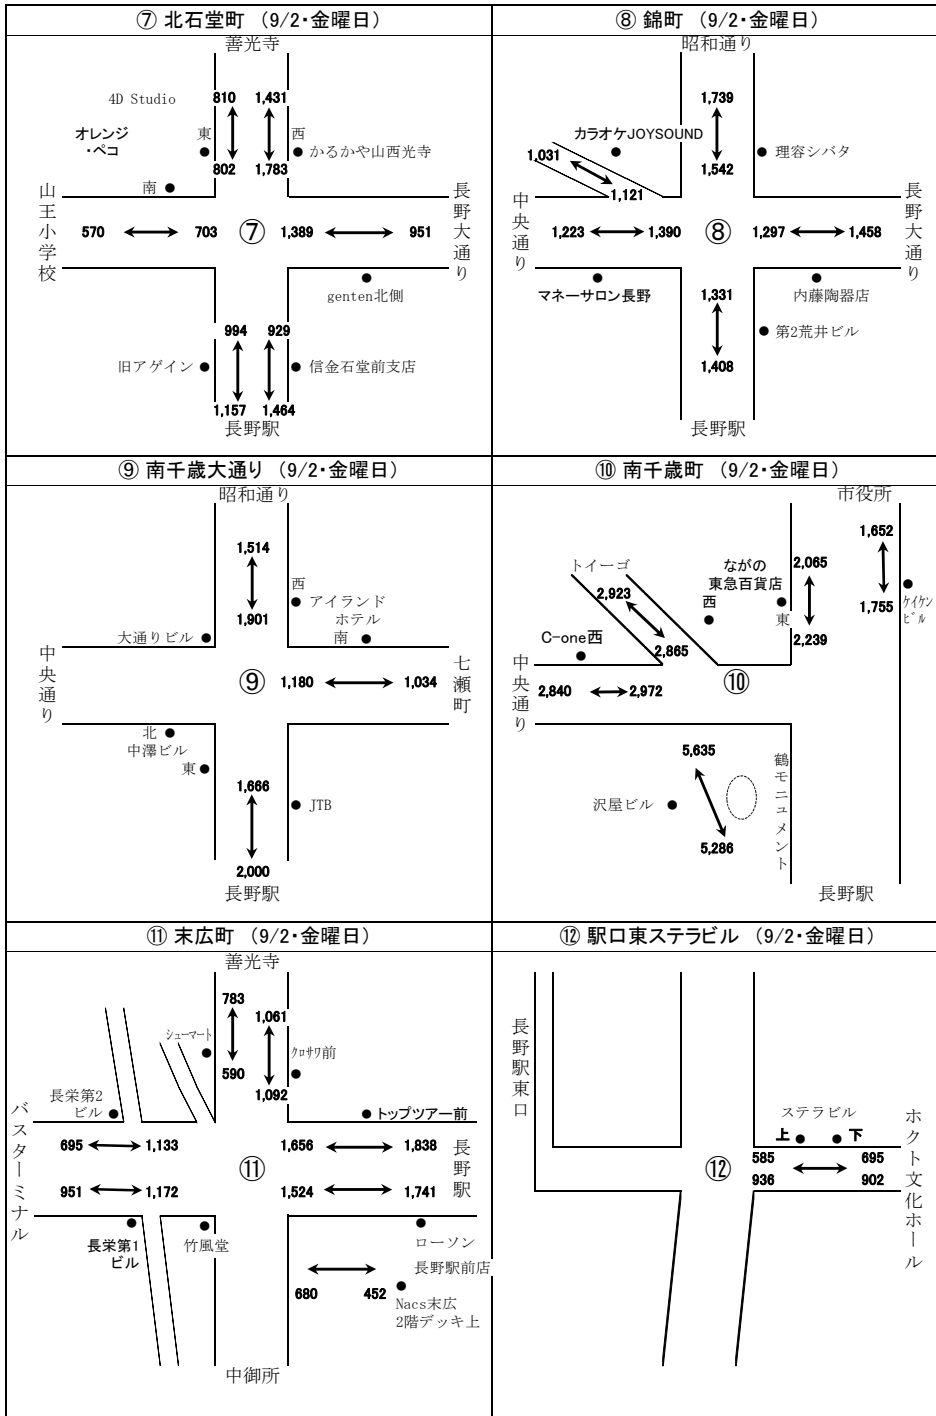 ⑦ 北石堂町 (9/2・金曜日)
善光寺
4D Studio
810
1,431
オレンジ
・ペコ
東
西
かるかや山西光寺
802
1,783
南
山王小学校
570
703
⑦
1,389
951
長野大通り
genten北側
994
929
旧アゲイン
信金石堂前支店
1,157
1,464
長野駅
⑧ 錦町 (9/2・金曜日)
昭和通り
1,739
カラオケJOYSOUND
理容シバタ
1,031
1,542
1,121
中央通り
1,223
1,390
⑧
1,297
1,458
長野大通り
マネーサロン長野
1,331
内藤陶器店
第2荒井ビル
1,408
長野駅
⑨ 南千歳大通り (9/2・金曜日)
昭和通り
1,514
西
アイランド
ホテル
1,901
大通りビル
南
中央通り
⑨
1,180
1,034
七瀬町
北
中澤ビル
東
1,666
JTB
2,000
長野駅
⑩ 南千歳町 (9/2・金曜日)
市役所
1,652
トイーゴ
ながの
東急百貨店
2,065
2,923
西
東
1,755
ケイケン
ビル
C-one西
2,865
2,239
中央通り
2,840
2,972
⑩
5,635
鶴モニュメント
沢屋ビル
5,286
長野駅
⑪ 末広町 (9/2・金曜日)
善光寺
783
1,061
シューマート
クロサワ前
590
1,092
長栄第2
ビル
トップツアー前
バスターミナル
695
1,133
1,656
1,838
長野駅
⑪
951
1,172
1,524
1,741
長栄第1
ビル
竹風堂
ローソン
長野駅前店
680
452
Nacs末広
2階デッキ上
中御所
⑫ 駅口東ステラビル (9/2・金曜日)
長野駅東口
ステラビル
上
下
⑫
585
695
936
902
ホクト文化ホール